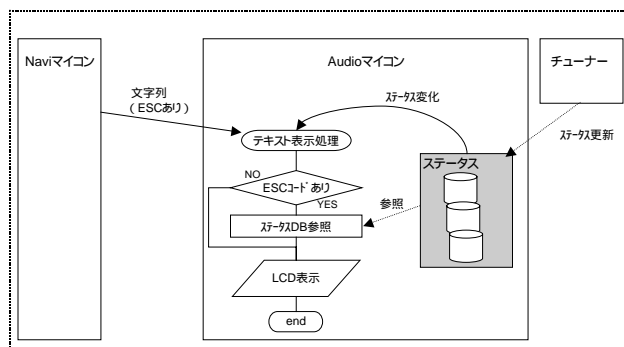 Naviマイコン
Audioマイコン
チューナー
文字列
(ESCあり)
ｽﾃｰﾀｽ変化
ｽﾃｰﾀｽ更新
テキスト表示処理
ステータス
NO
ESCｺｰﾄﾞあり
YES
参照
ｽﾃｰﾀｽDB参照
LCD表示
end